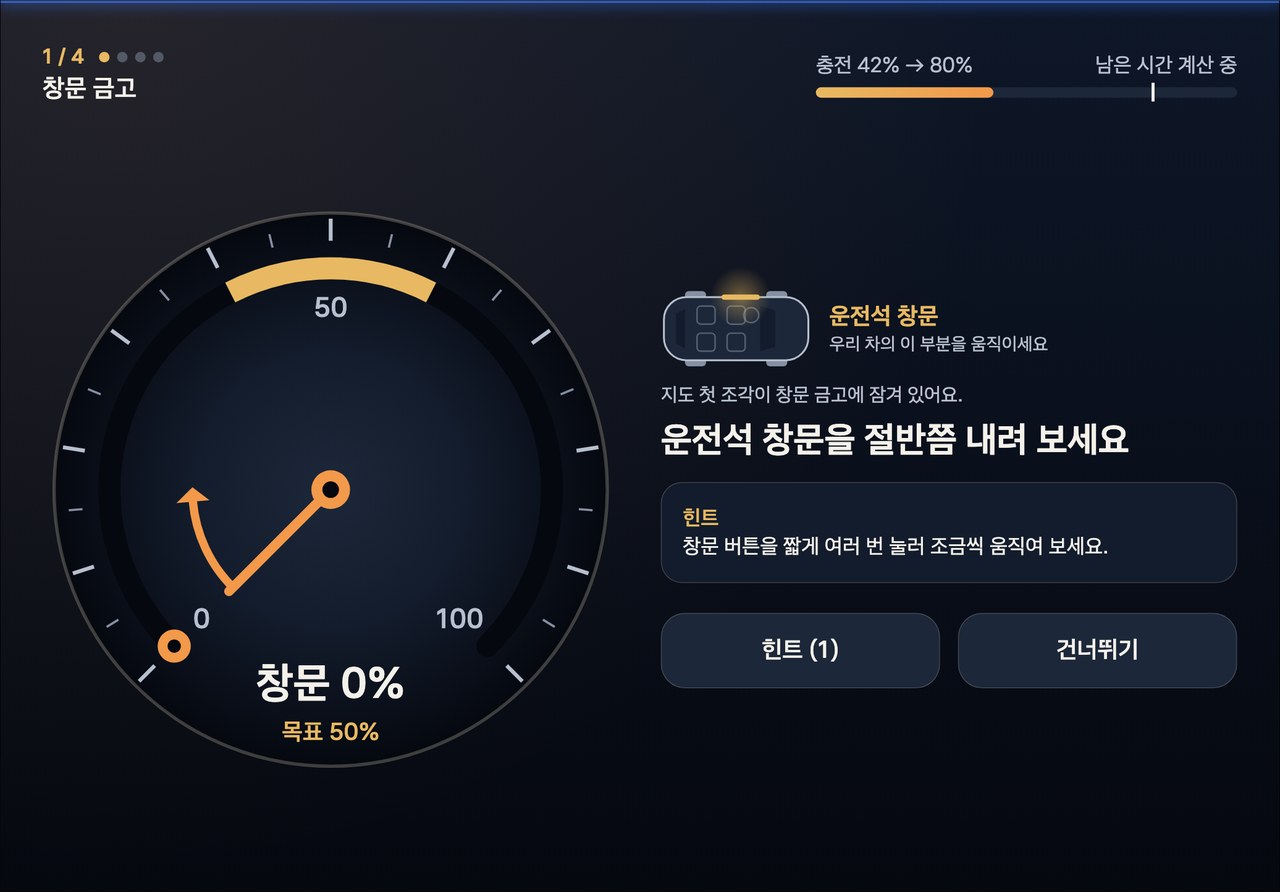 1 / 4
창문 금고
충전 42% → 80%
남은 시간 계산 중
50
0
100
창문 0%
목표 50%
운전석 창문
우리 차의 이 부분을 움직이세요
지도 첫 조각이 창문 금고에 잠겨 있어요.
운전석 창문을 절반쯤 내려 보세요
힌트
창문 버튼을 짧게 여러 번 눌러 조금씩 움직여 보세요.
힌트 (1)
건너뛰기